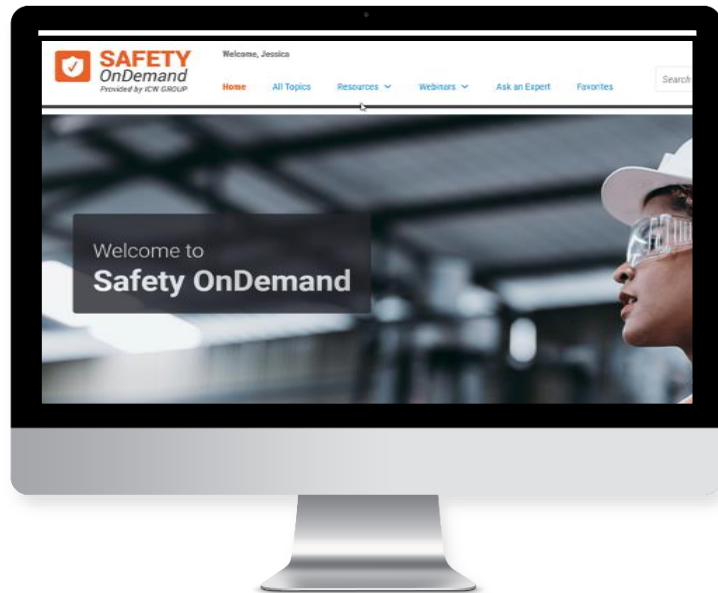 SAFETY
OnDemand
Provided by ICW GROUP
Welcome, Jessica
Home All Topics Resources Webinars Ask an Expert Favorites
Search
Welcome to
Safety OnDemand